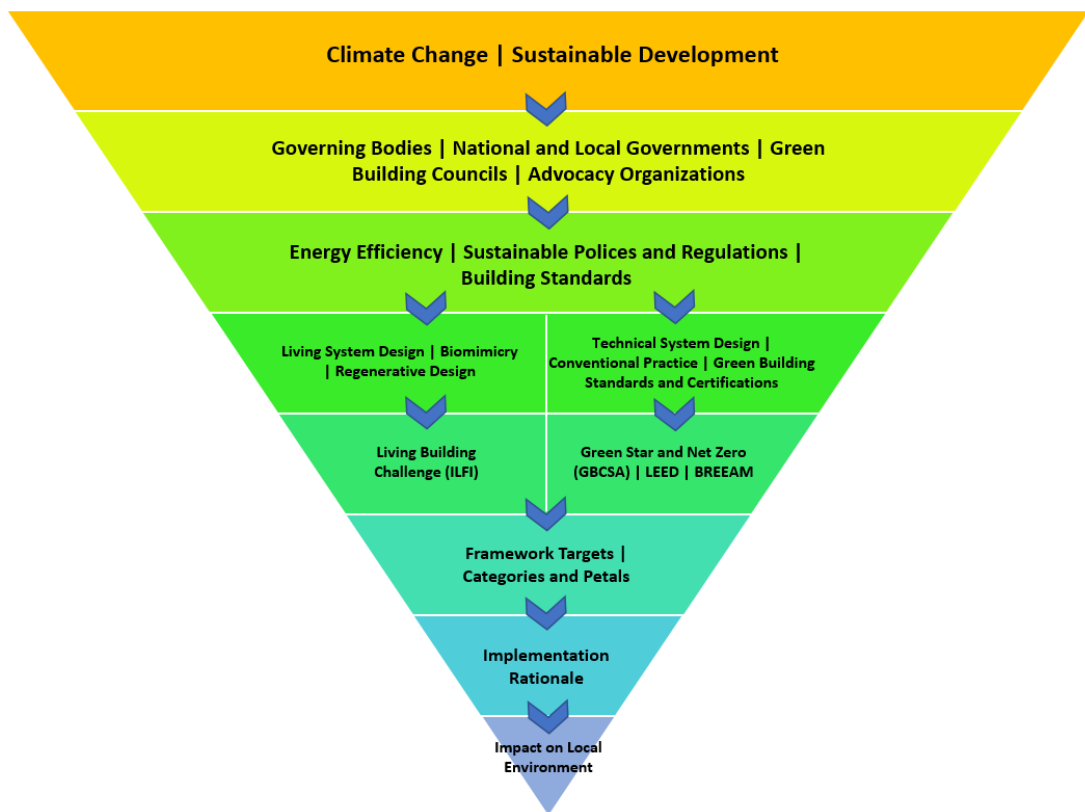 Climate Change | Sustainable Development
Governing Bodies | National and Local Governments | Green
Building Councils | Advocacy Organizations
Energy Efficiency | Sustainable Polices and Regulations |
Building Standards
Living System Design | Biomimicry
| Regenerative Design
Technical System Design |
Conventional Practice | Green Building
Standards and Certifications
Living Building
Challenge (ILFI)
Green Star and Net Zero
(GBCSA) | LEED | BREEAM
Framework Targets |
Categories and Petals
Implementation
Rationale
Impact on Local
Environment